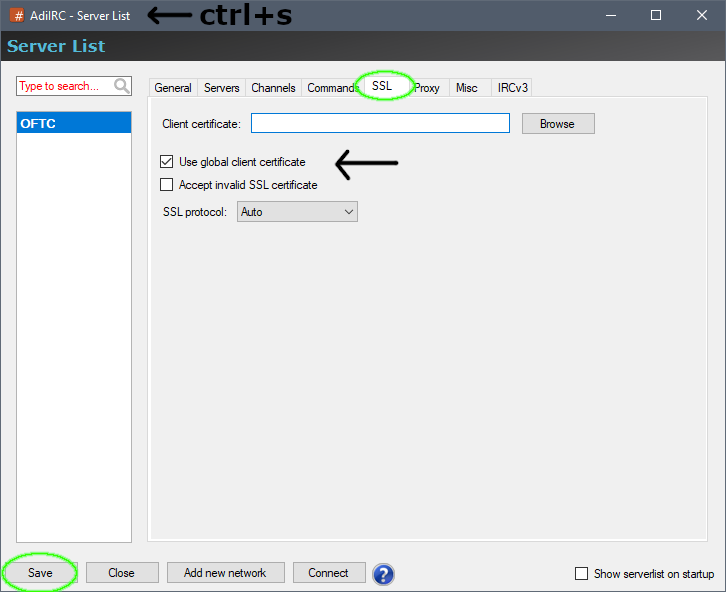 AdiIRC - Server List
ctrl+s
Server List
Type to search...
General Servers Channels Commands SSL Proxy Misc IRCv3
OFTC
Client certificate:
Browse
Use global client certificate
Accept invalid SSL certificate
SSL protocol: Auto
Save Close Add new network Connect ? Show serverlist on startup